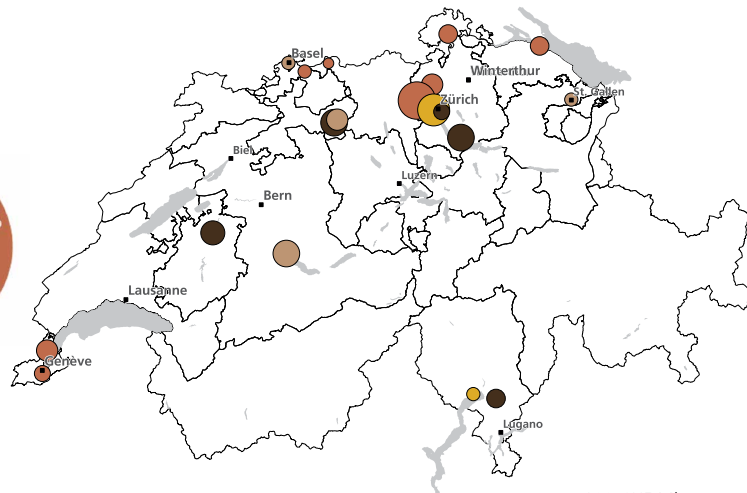 Basel
Winterthur
Zürich
St. Gallen
Biel
Luzern
Bern
Lausanne
Genève
Lugano